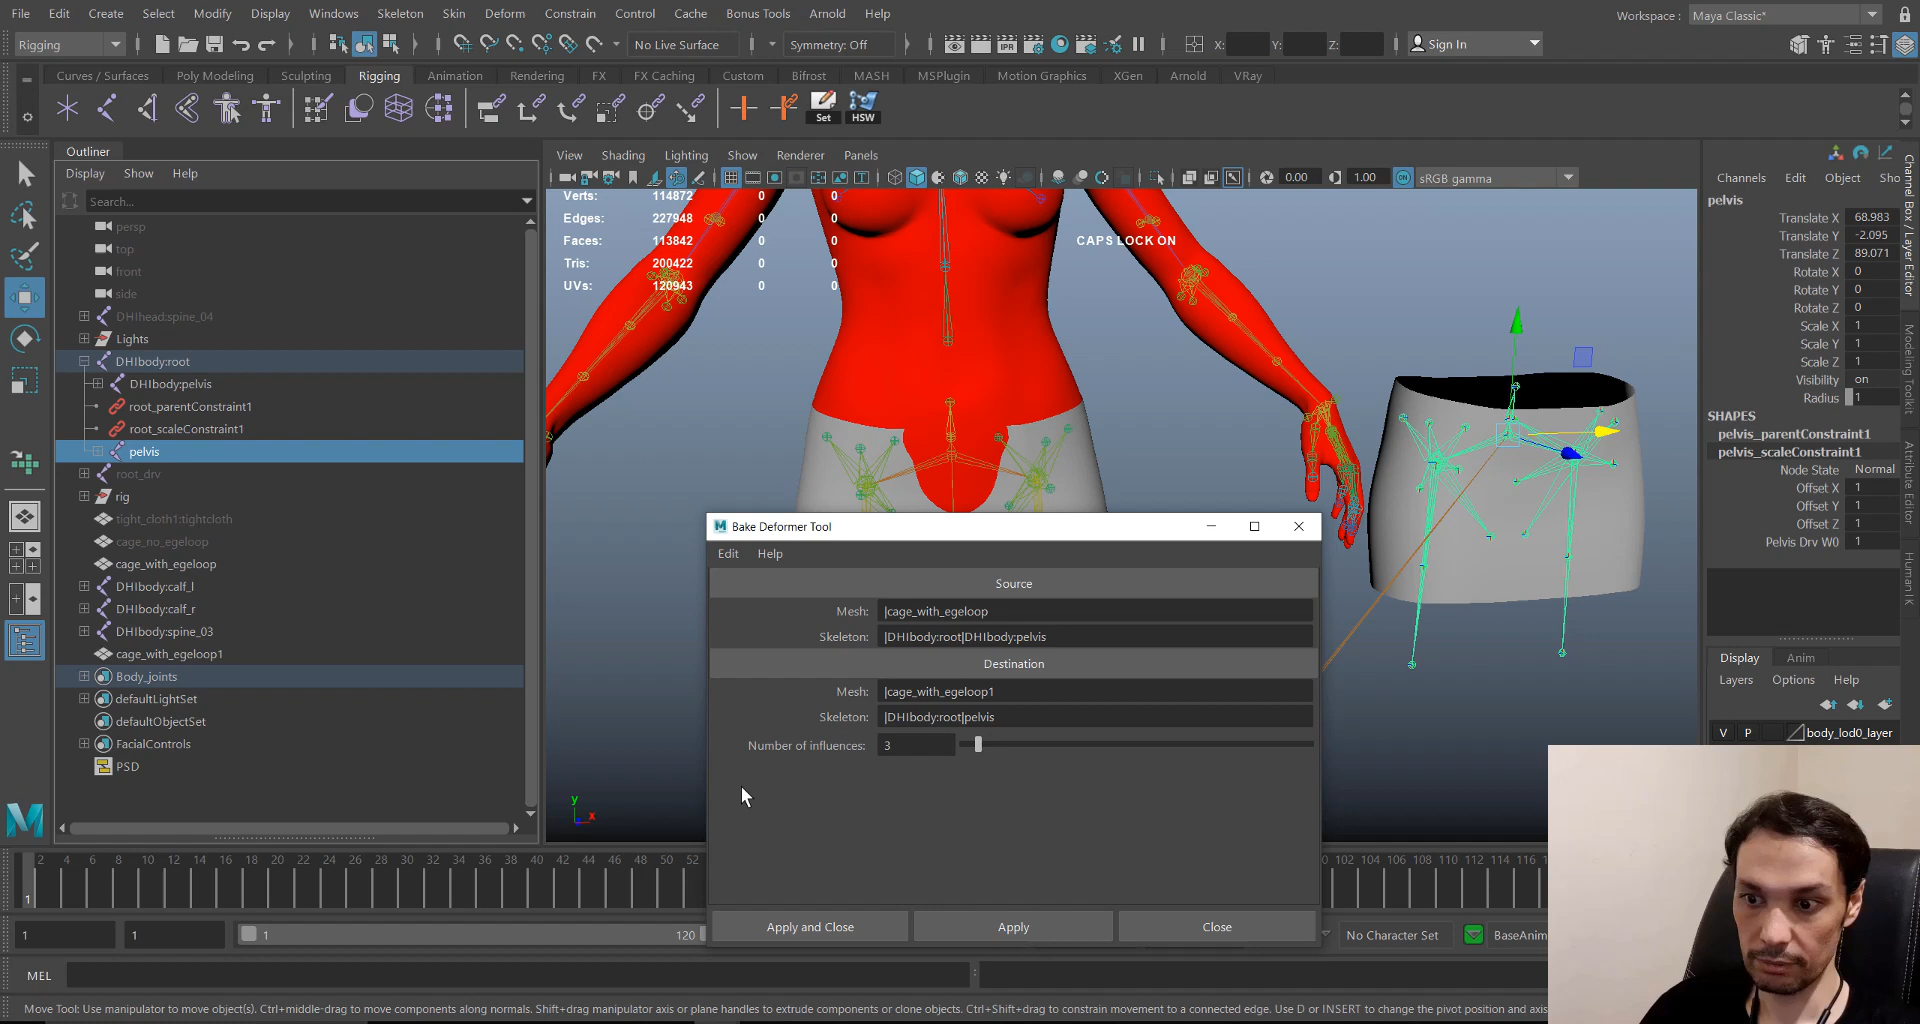 File Edit Create Select Modify Display Windows Skeleton Skin Deform Constrain Control Cache Bonus Tools Arnold Help Workspace : Maya Classic*
Rigging No Live Surface Symmetry: Off IPR X: Y: Z: Sign In
Curves / Surfaces Poly Modeling Sculpting Rigging Animation Rendering FX FX Caching Custom Bifrost MASH MSPlugin Motion Graphics XGen Arnold VRay
Set HSW
Outliner
Display Show Help
Search...
persp
top
front
side
DHIhead:spine_04
Lights
DHIbody:root
DHIbody:pelvis
root_parentConstraint1
root_scaleConstraint1
pelvis
root_drv
rig
tight_cloth1:tightcloth
cage_no_egeloop
cage_with_egeloop
DHIbody:calf_l
DHIbody:calf_r
DHIbody:spine_03
cage_with_egeloop1
Body_joints
defaultLightSet
defaultObjectSet
FacialControls
PSD
View Shading Lighting Show Renderer Panels
0.00 1.00 sRGB gamma
Verts: 114872 0 0
Edges: 227948 0 0
Faces: 113842 0 0
Tris: 200422 0 0
UVs: 120943 0 0
CAPS LOCK ON
y
x
Bake Deformer Tool
Edit Help
Source
Mesh: |cage_with_egeloop
Skeleton: |DHIbody:root|DHIbody:pelvis
Destination
Mesh: |cage_with_egeloop1
Skeleton: |DHIbody:root|pelvis
Number of influences: 3
Apply and Close Apply Close
Channels Edit Object Sho
pelvis
Translate X 68.983
Translate Y -2.095
Translate Z 89.071
Rotate X 0
Rotate Y 0
Rotate Z 0
Scale X 1
Scale Y 1
Scale Z 1
Visibility on
Radius 1
SHAPES
pelvis_parentConstraint1
pelvis_scaleConstraint1
Node State Normal
Offset X 1
Offset Y 1
Offset Z 1
Pelvis Drv W0 1
Display Anim
Layers Options Help
V P body_lod0_layer
Channel Box / Layer Editor
Modeling Toolkit
Attribute Editor
Human IK
2 4 6 8 10 12 14 16 18 20 22 24 26 28 30 32 34 36 38 40 42 44 46 48 50 52 102 104 106 108 110 112 114 116
1
1 1 1 120 No Character Set BaseAnim
MEL
Move Tool: Use manipulator to move object(s). Ctrl+middle-drag to move components along normals. Shift+drag manipulator axis or plane handles to extrude components or clone objects. Ctrl+Shift+drag to constrain movement to a connected edge. Use D or INSERT to change the pivot position and axis